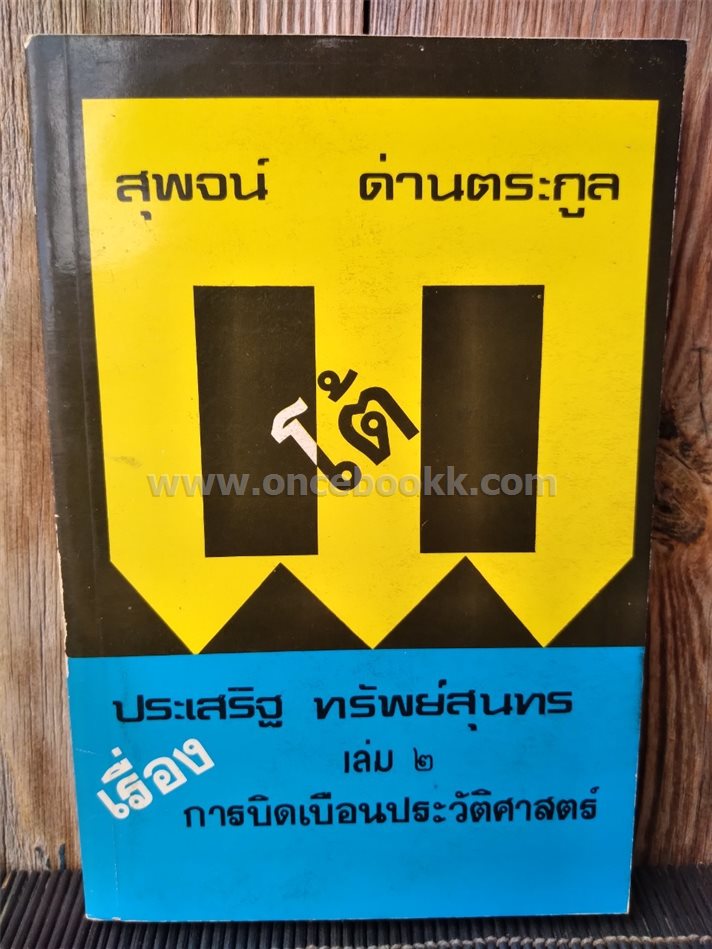 สุพจน์ ด่านตระกูล
โต้
www.oncebookk.com
ประเสริฐ ทรัพย์สุนทร
เรื่อง
เล่ม ๒
การบิดเบือนประวัติศาสตร์